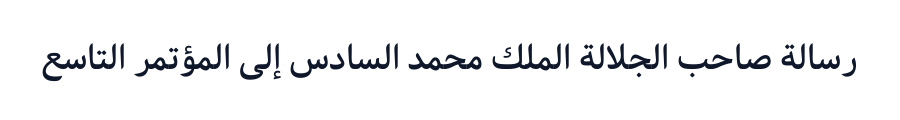 رسالة صاحب الجلالة الملك محمد السادس إلى المؤتمر التاسع